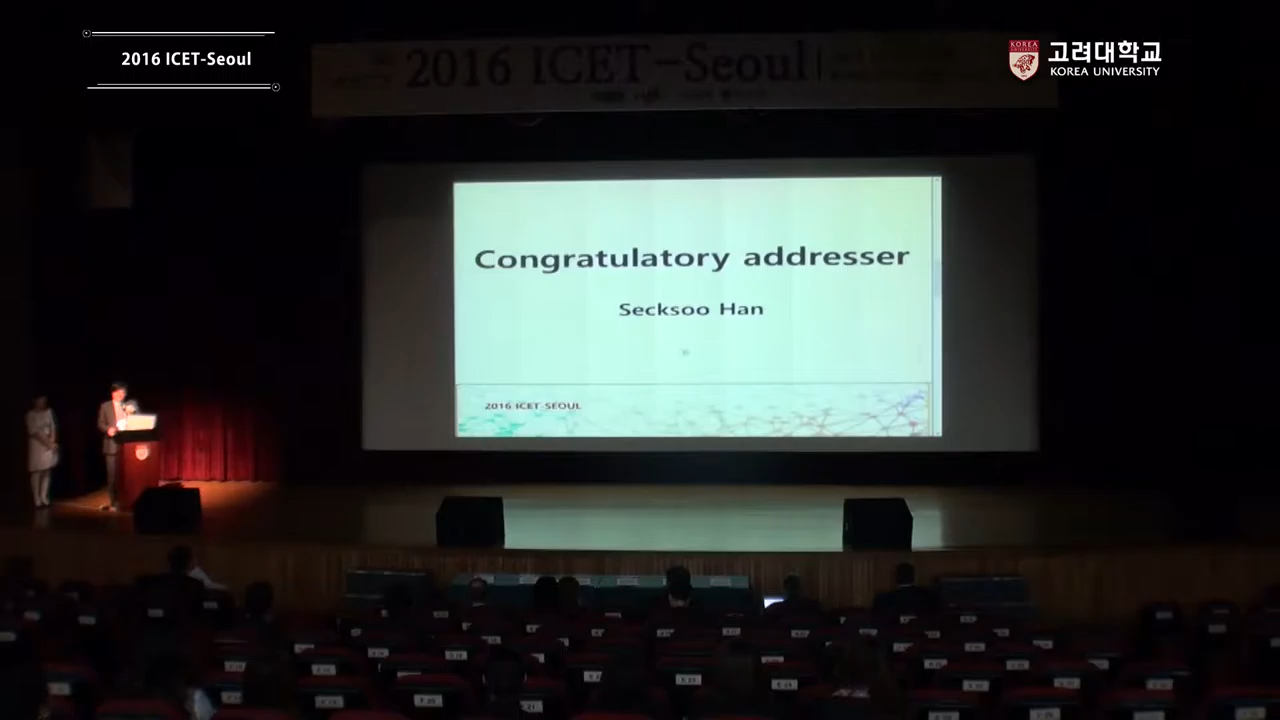 2016 ICET-Seoul
KOREA
고려대학교
KOREA UNIVERSITY
2016 ICET-Seoul
Congratulatory addresser
Secksoo Han
2016 ICET-SEOUL